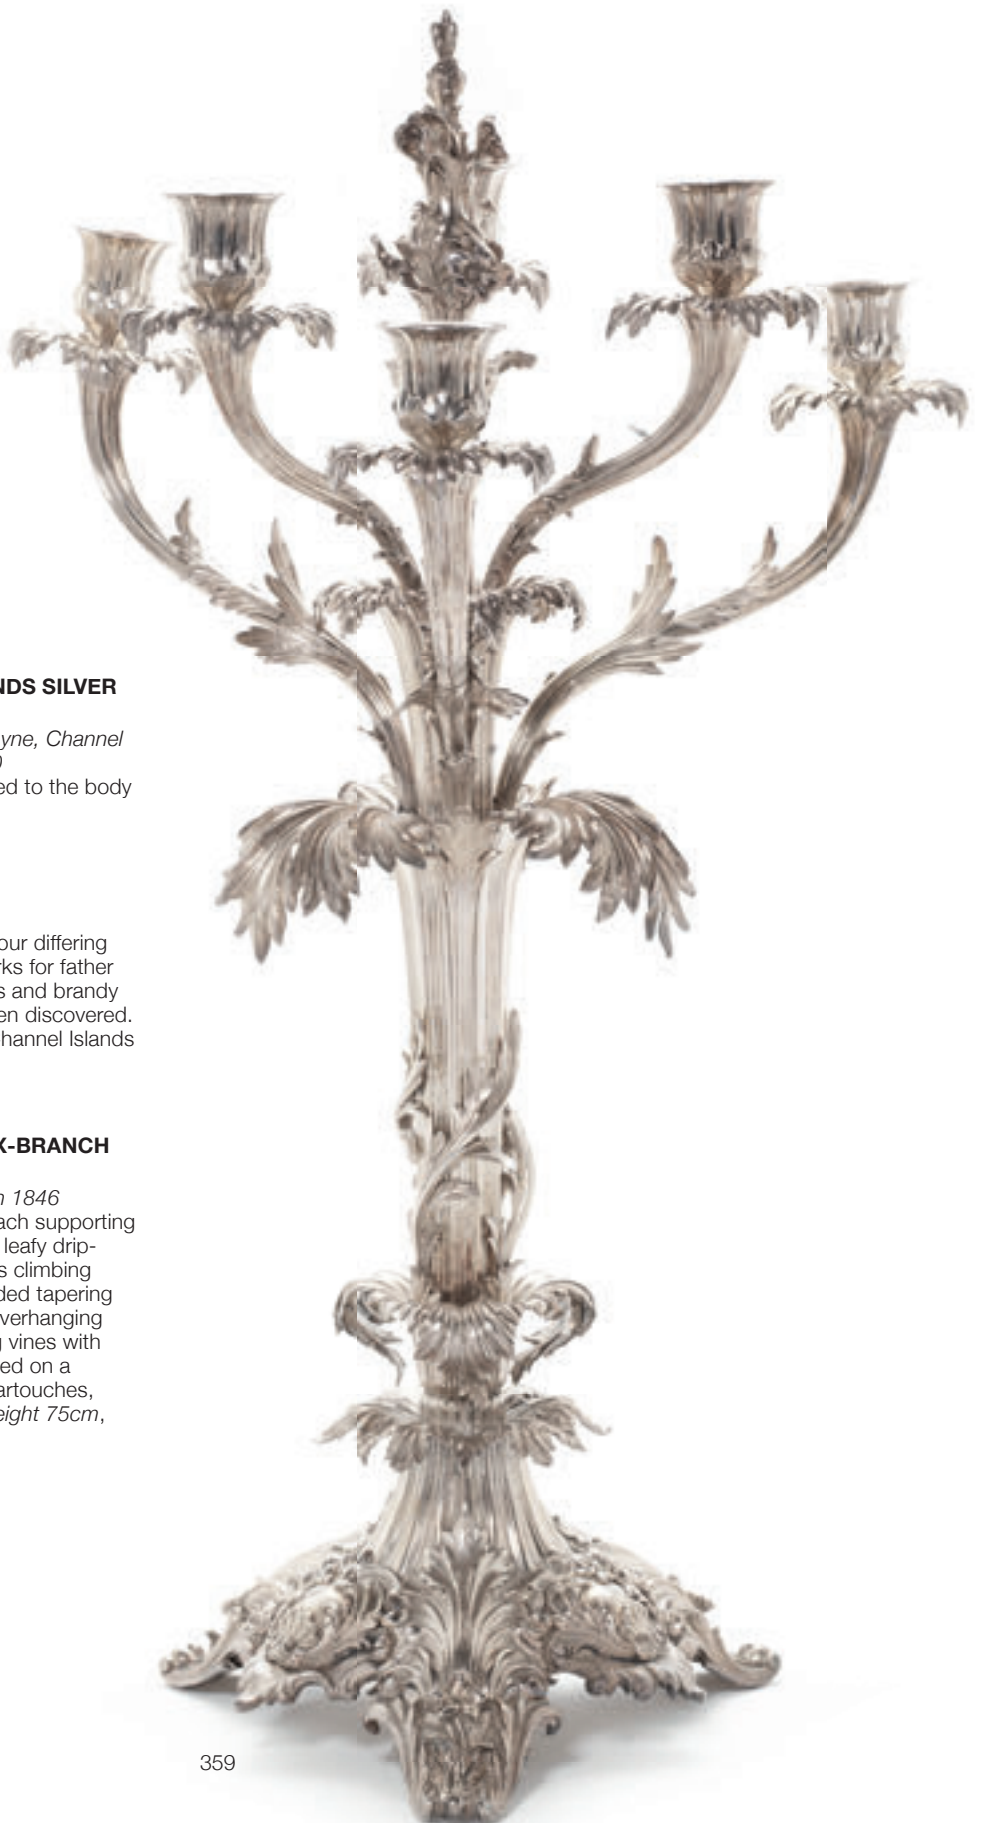 NDS SILVER
yne, Channel
)
ed to the body
our differing
rks for father
s and brandy
en discovered.
hannel Islands
X-BRANCH
n 1846
ach supporting
leafy drip-
s climbing
ded tapering
verhanging
g vines with
ed on a
artouches,
eight 75cm,
359